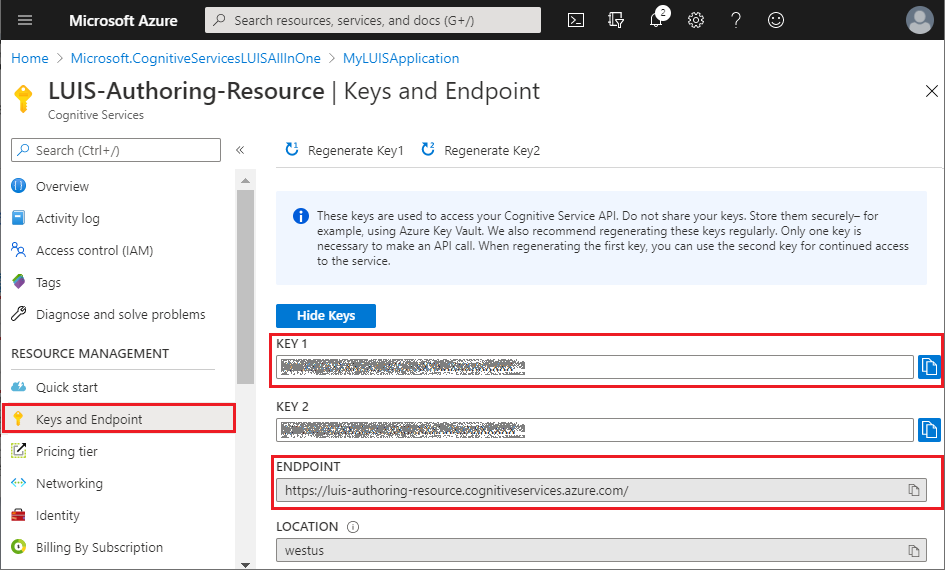 Microsoft Azure
Search resources, services, and docs (G+/)
2
Home > Microsoft.CognitiveServicesLUISAllInOne > MyLUISApplication
LUIS-Authoring-Resource | Keys and Endpoint
Cognitive Services
Search (Ctrl+/)
Overview
Activity log
Access control (IAM)
Tags
Diagnose and solve problems
RESOURCE MANAGEMENT
Quick start
Keys and Endpoint
Pricing tier
Networking
Identity
Billing By Subscription
1 Regenerate Key1
2 Regenerate Key2
These keys are used to access your Cognitive Service API. Do not share your keys. Store them securely– for
example, using Azure Key Vault. We also recommend regenerating these keys regularly. Only one key is
necessary to make an API call. When regenerating the first key, you can use the second key for continued access
to the service.
Hide Keys
KEY 1
KEY 2
ENDPOINT
https://luis-authoring-resource.cognitiveservices.azure.com/
LOCATION
westus